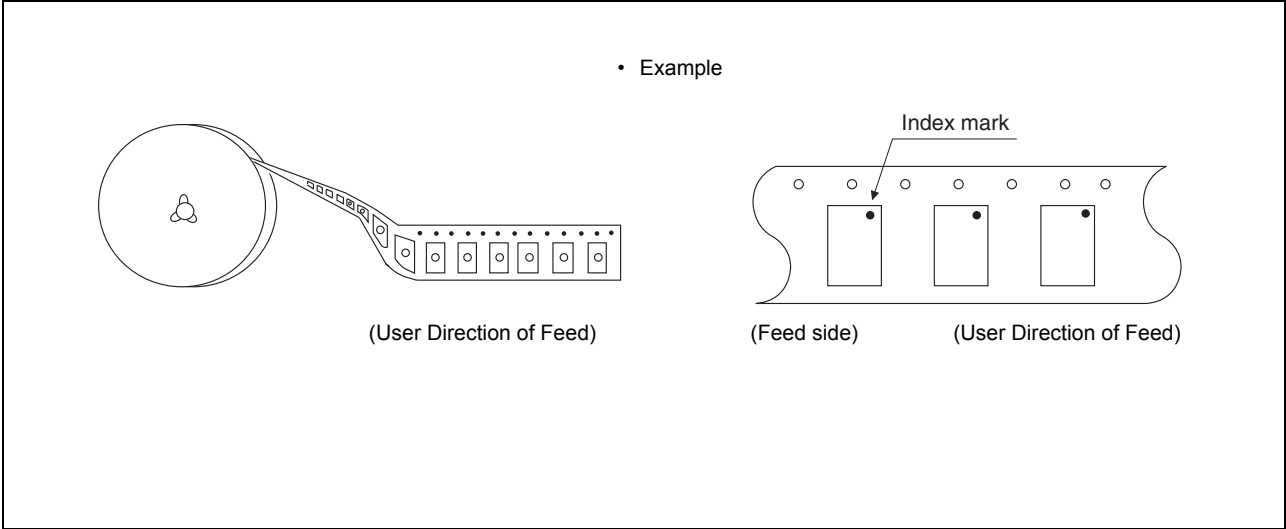 • Example
Index mark
(User Direction of Feed)
(Feed side)
(User Direction of Feed)